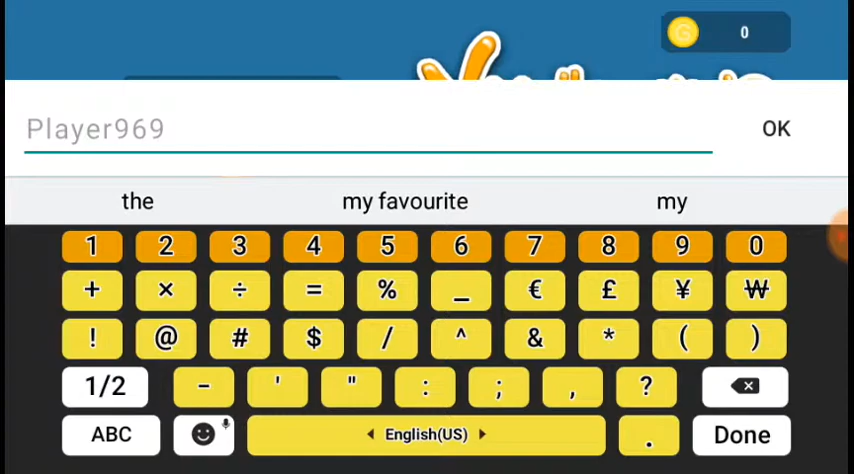 0
Player969
OK
the my favourite my
1 2 3 4 5 6 7 8 9 0
+ × ÷ = % _ € £ ¥ ₩
! @ # $ / ^ & * ( )
1/2 - ' " : ; , ?
ABC English(US) . Done